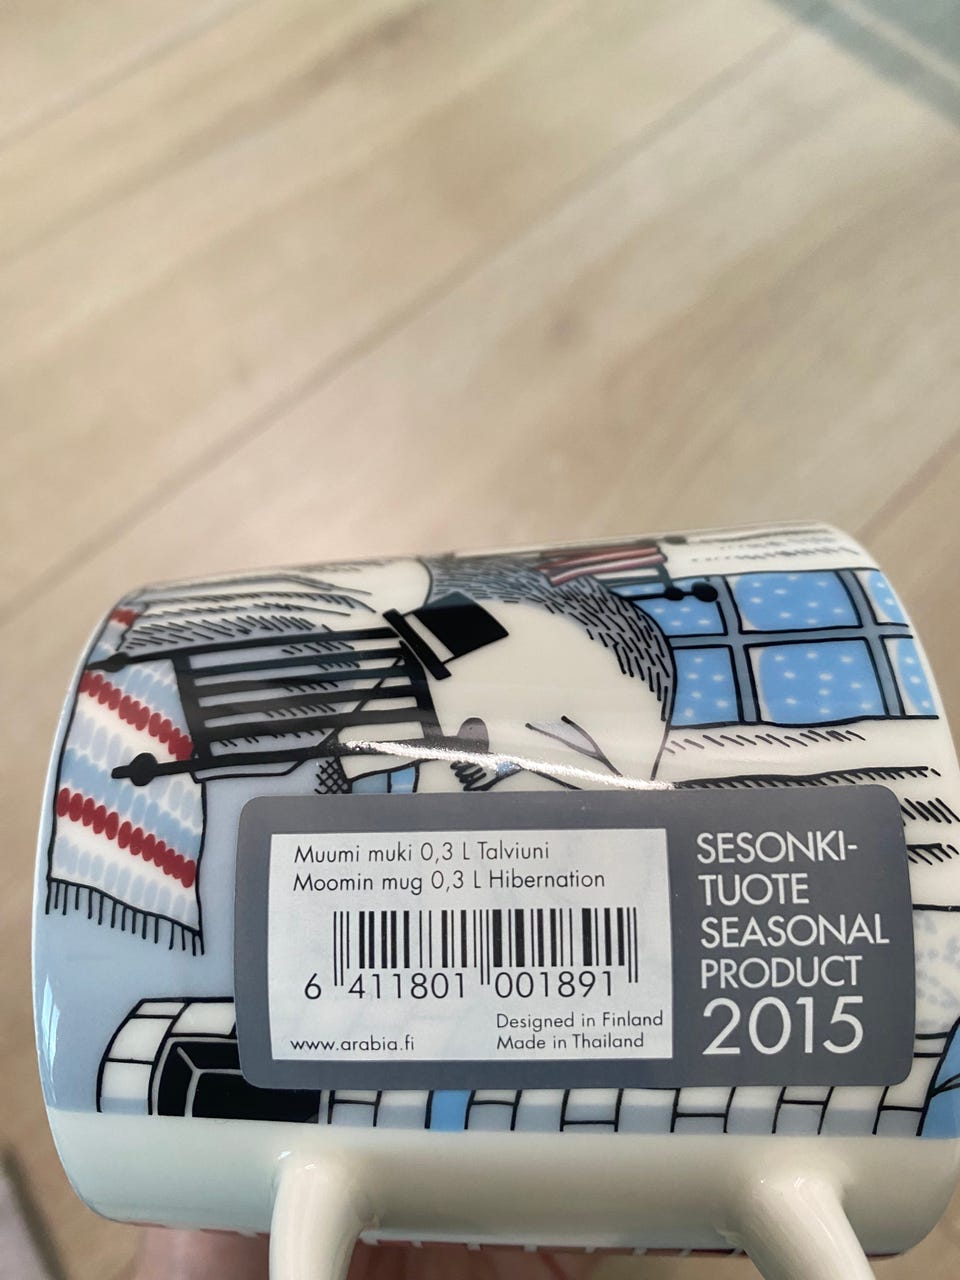 Muumi muki 0,3 L Talviuni
Moomin mug 0,3 L Hibernation
6 411801 001891
www.arabia.fi
Designed in Finland
Made in Thailand
SESONKI-
TUOTE
SEASONAL
PRODUCT
2015